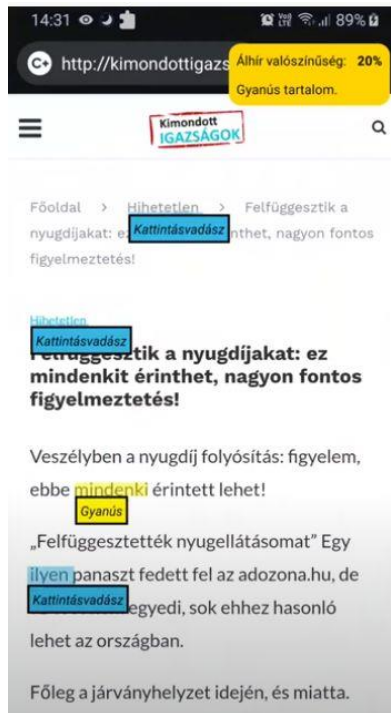 14:31
89%
http://kimondottigazs
Álhír valószínűség: 20%
Gyanús tartalom.
Kimondott
IGAZSÁGOK
Főoldal > Hihetetlen > Felfüggesztik a
nyugdíjakat: ez
Kattintásvadász
nthet, nagyon fontos
figyelmeztetés!
Hihetetlen
Kattintásvadász
Felfüggesztik a nyugdíjakat: ez
mindenkit érinthet, nagyon fontos
figyelmeztetés!
Veszélyben a nyugdíj folyósítás: figyelem,
ebbe mindenki érintett lehet!
Gyanús
„Felfüggesztették nyugellátásomat” Egy
ilyen panaszt fedett fel az adozona.hu, de
Kattintásvadász
egyedi, sok ehhez hasonló
lehet az országban.
Főleg a járványhelyzet idején, és miatta.